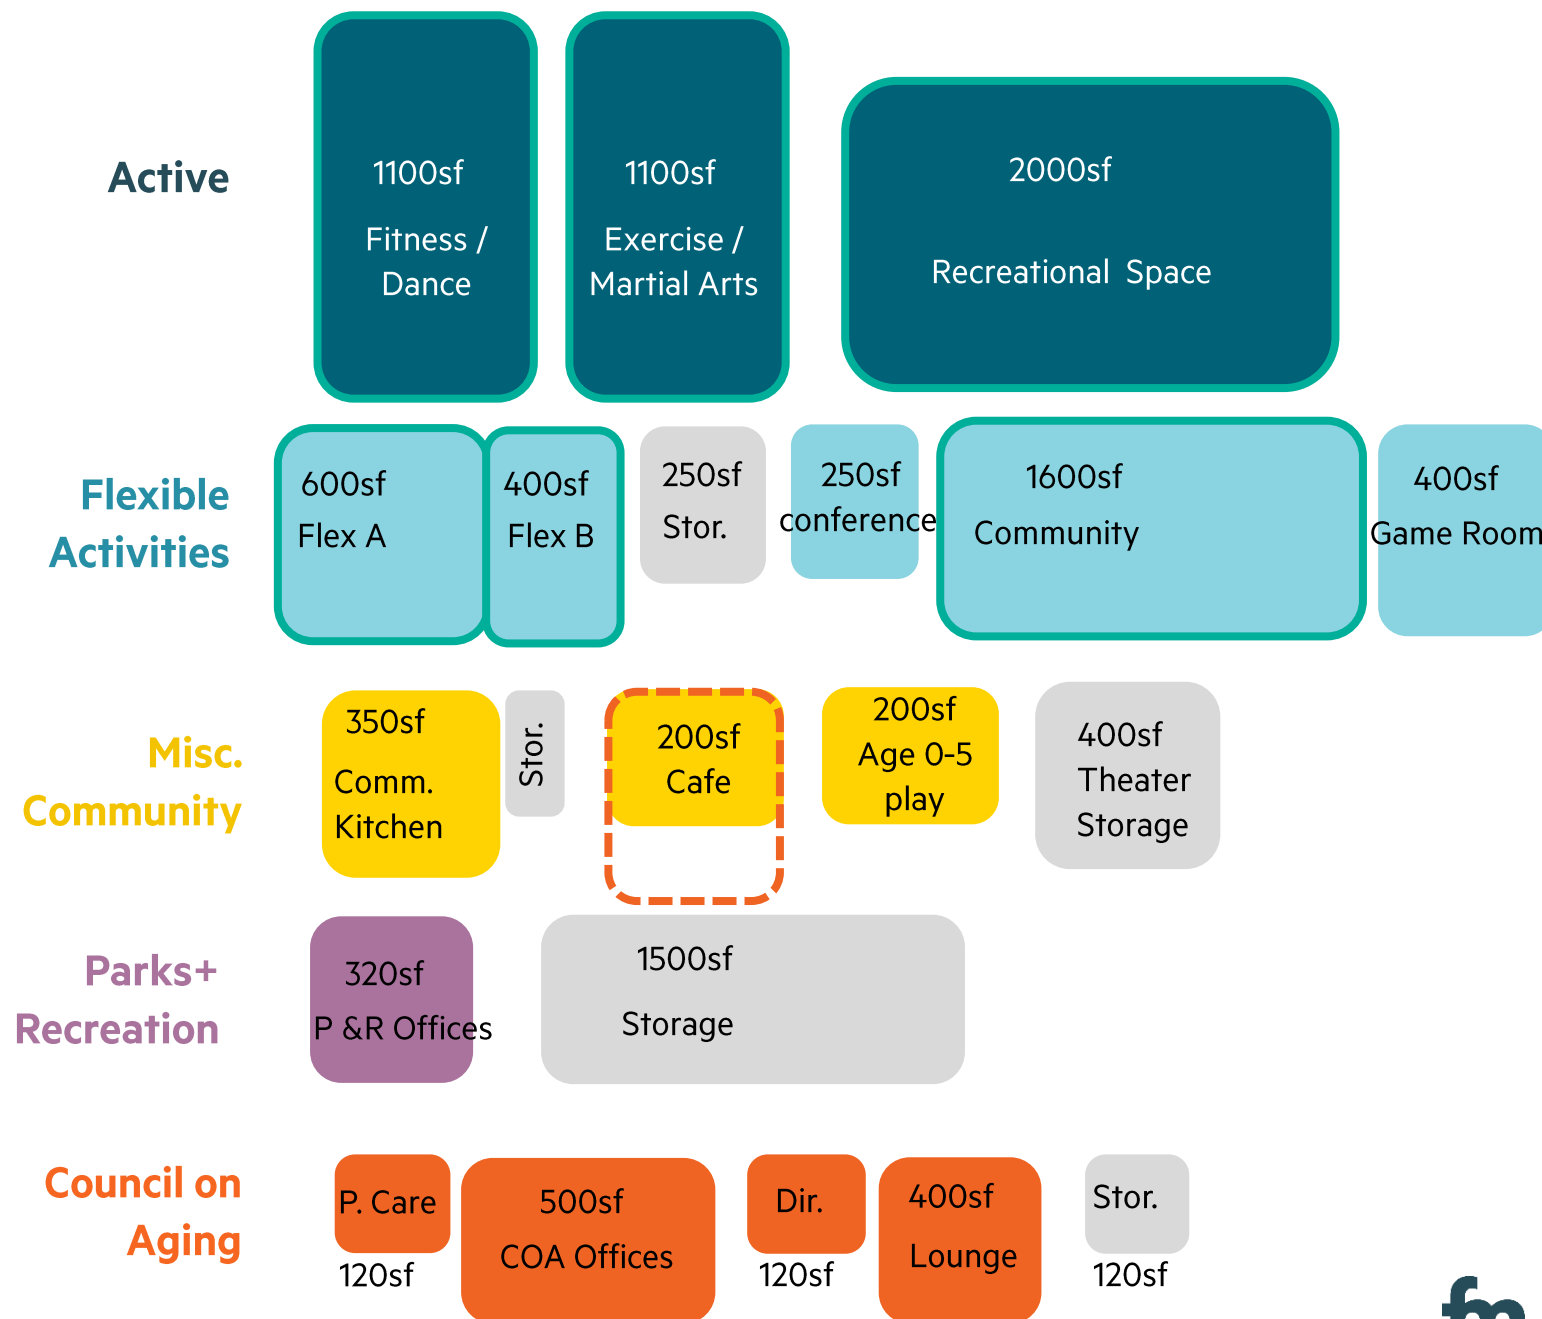 Active
1100sf
Fitness /
Dance
1100sf
Exercise /
Martial Arts
2000sf
Recreational Space
Flexible
Activities
600sf
Flex A
400sf
Flex B
250sf
Stor.
250sf
conference
1600sf
Community
400sf
Game Room
Misc.
Community
350sf
Comm.
Kitchen
Stor.
200sf
Cafe
200sf
Age 0-5
play
400sf
Theater
Storage
Parks+
Recreation
320sf
P &R Offices
1500sf
Storage
Council on
Aging
P. Care
120sf
500sf
COA Offices
Dir.
120sf
400sf
Lounge
Stor.
120sf
fm